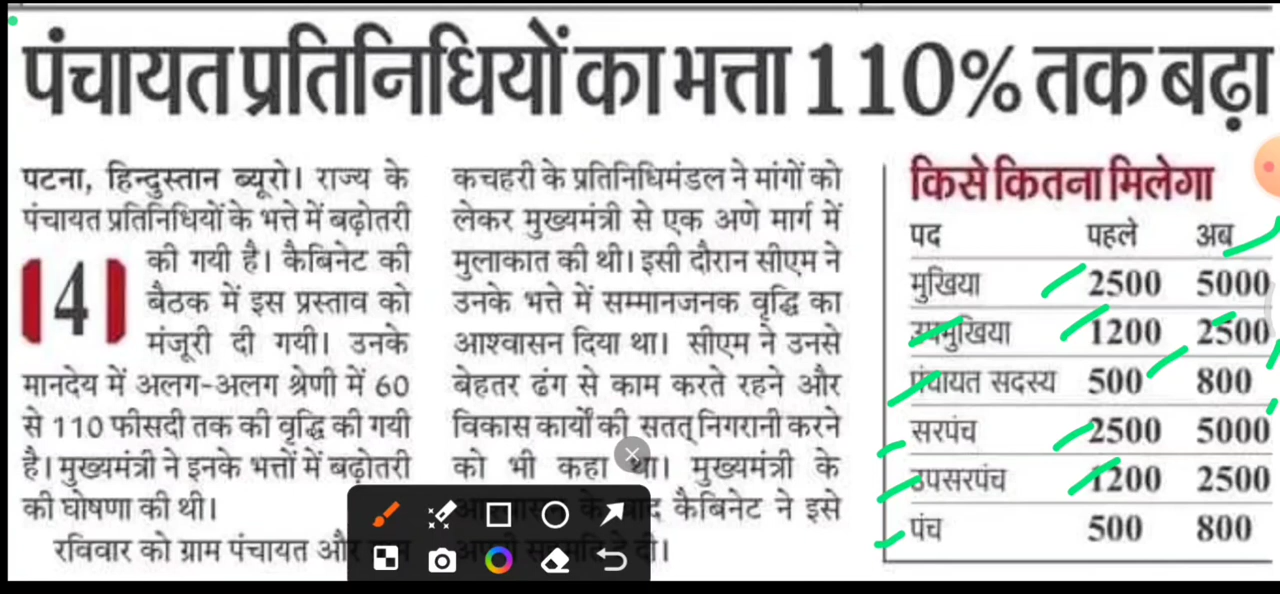 पंचायत प्रतिनिधियों का भत्ता 110% तक बढ़ा
पटना, हिन्दुस्तान ब्यूरो। राज्य के
पंचायत प्रतिनिधियों के भत्ते में बढ़ोतरी
की गयी है। कैबिनेट की
4
बैठक में इस प्रस्ताव को
मंजूरी दी गयी। उनके
मानदेय में अलग-अलग श्रेणी में 60
से 110 फीसदी तक की वृद्धि की गयी
है। मुख्यमंत्री ने इनके भत्तों में बढ़ोतरी
की घोषणा की थी।
रविवार को ग्राम पंचायत और
कचहरी के प्रतिनिधिमंडल ने मांगों को
लेकर मुख्यमंत्री से एक अणे मार्ग में
मुलाकात की थी। इसी दौरान सीएम ने
उनके भत्ते में सम्मानजनक वृद्धि का
आश्वासन दिया था। सीएम ने उनसे
बेहतर ढंग से काम करते रहने और
विकास कार्यों की सतत् निगरानी करने
को भी कहा था। मुख्यमंत्री के
आश्वासन के बाद कैबिनेट ने इसे
अपनी सहमति दे दी।
किसे कितना मिलेगा
पद पहले अब
मुखिया 2500 5000
उपमुखिया 1200 2500
पंचायत सदस्य 500 800
सरपंच 2500 5000
उपसरपंच 1200 2500
पंच 500 800